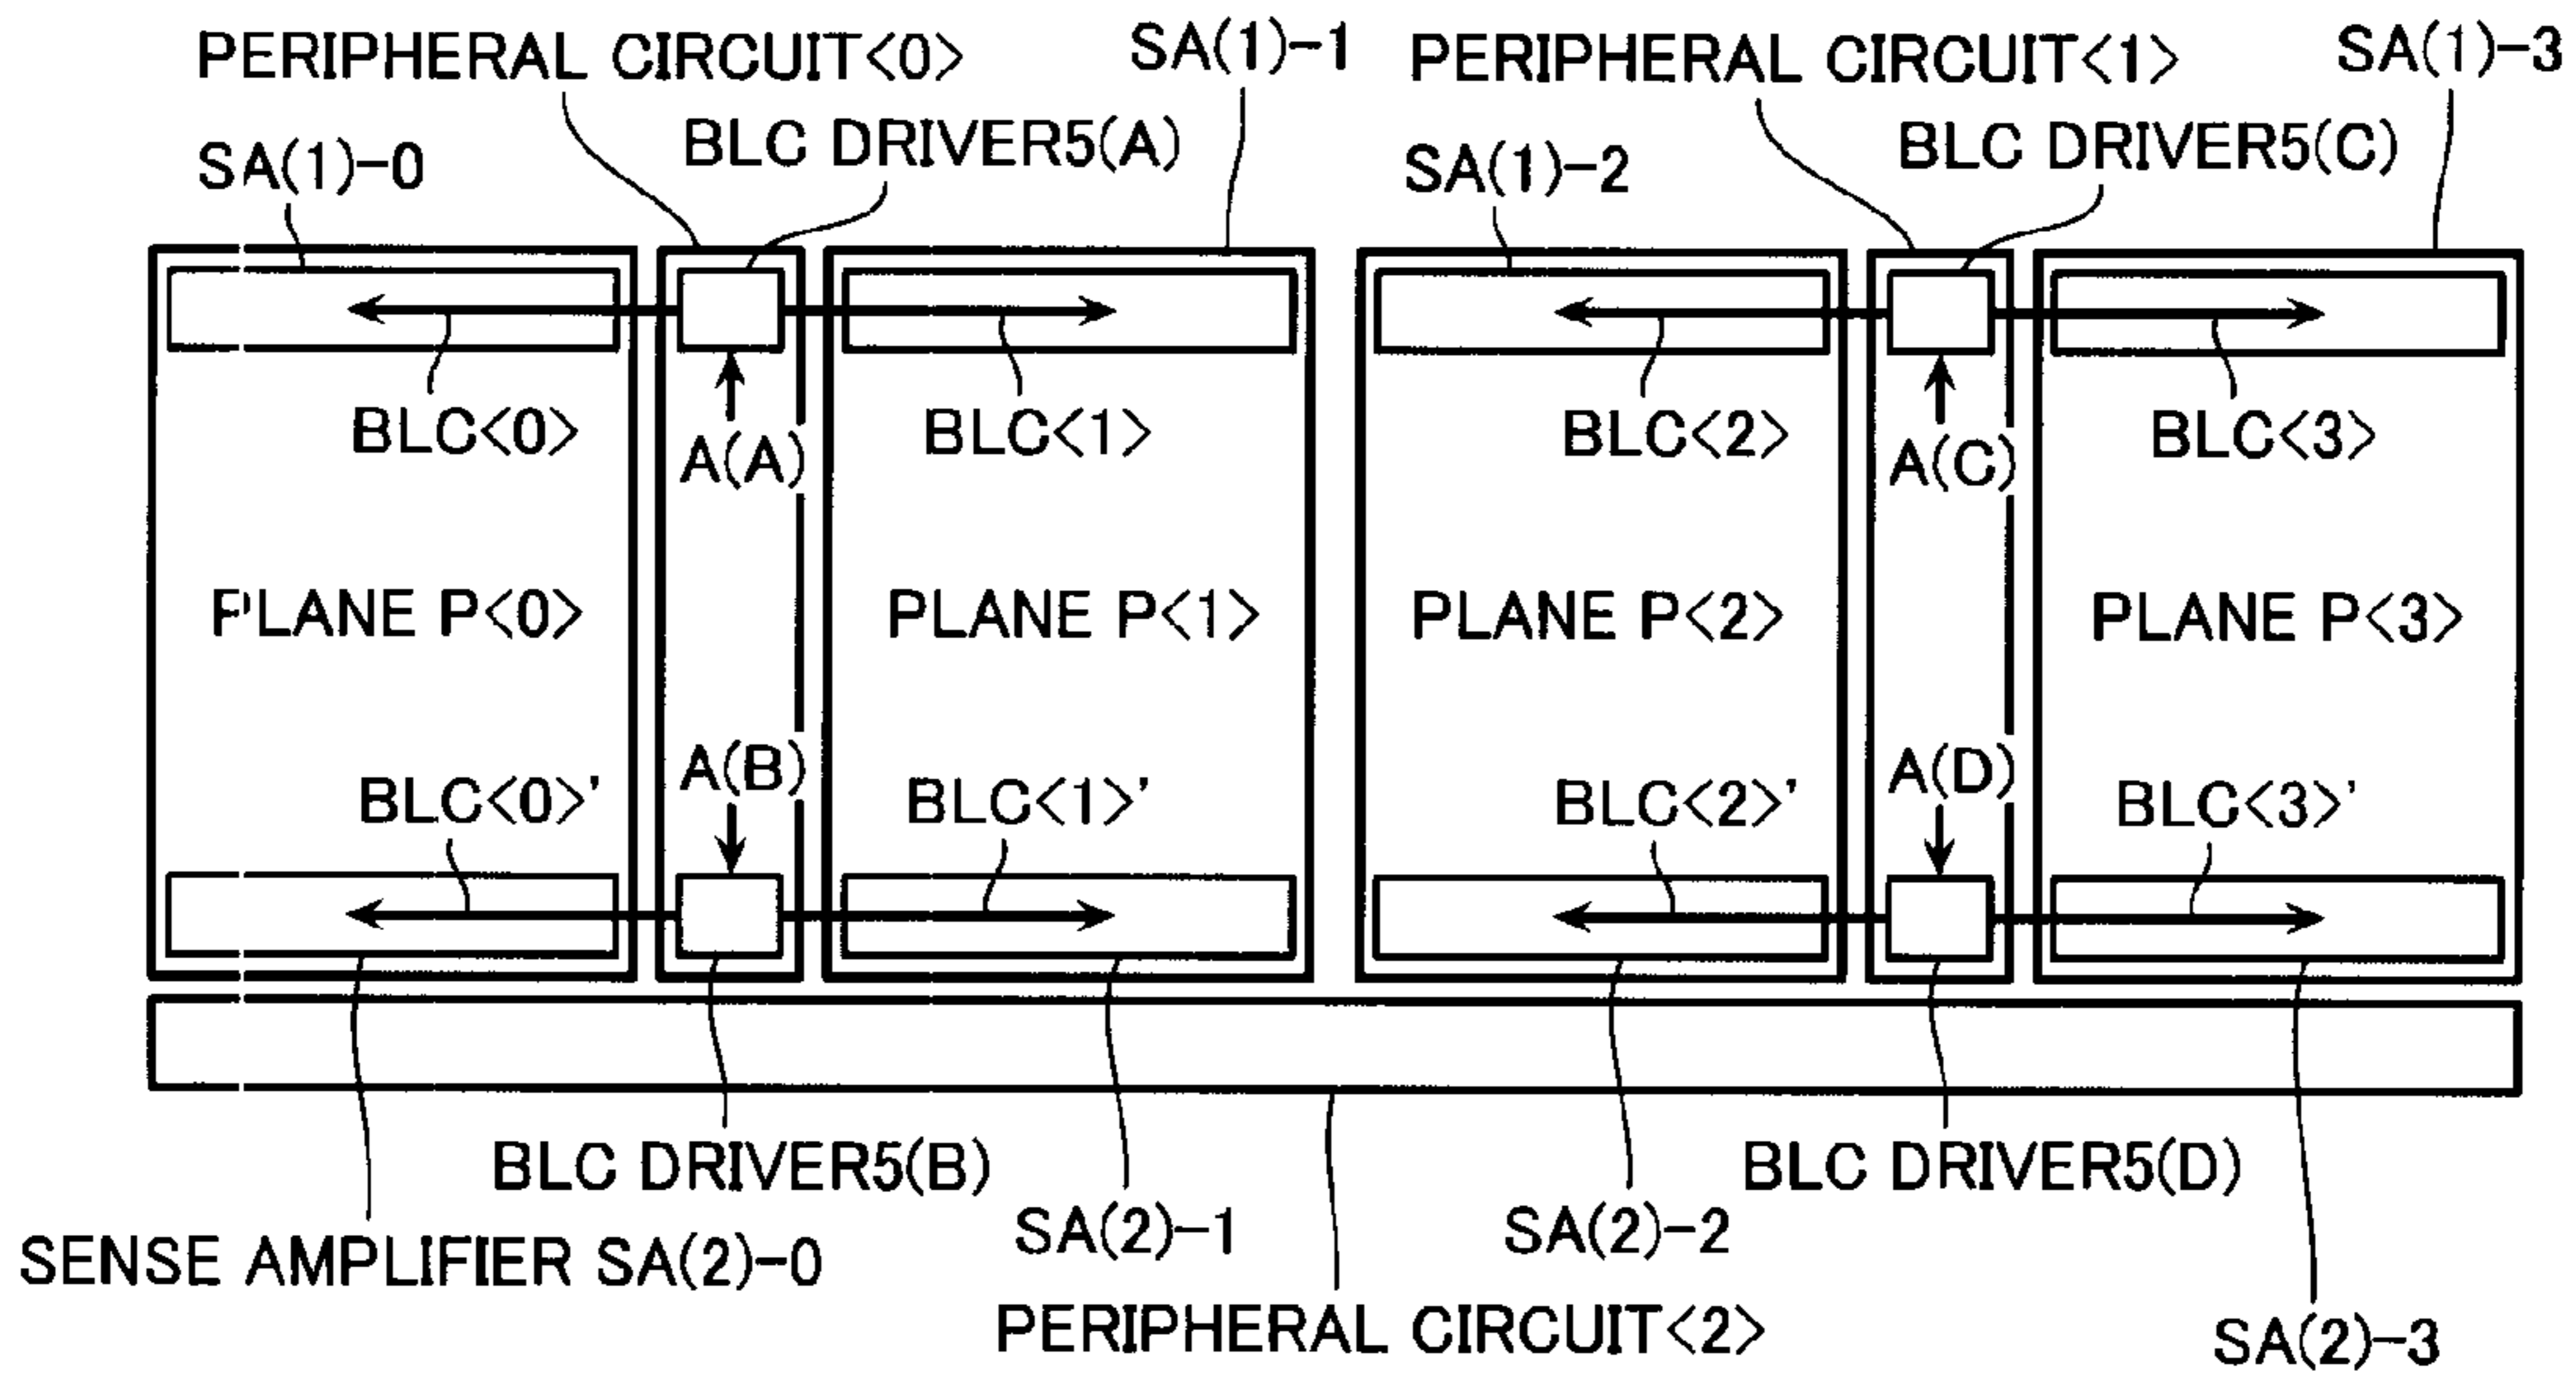 PERIPHERAL CIRCUIT<0>
SA(1)-1
PERIPHERAL CIRCUIT<1>
SA(1)-3
SA(1)-0
BLC DRIVER5(A)
SA(1)-2
BLC DRIVER5(C)
BLC<0>
A(A)
BLC<1>
BLC<2>
A(C)
BLC<3>
PLANE P<0>
PLANE P<1>
PLANE P<2>
PLANE P<3>
BLC<0>'
A(B)
BLC<1>'
BLC<2>'
A(D)
BLC<3>'
BLC DRIVER5(B)
BLC DRIVER5(D)
SENSE AMPLIFIER SA(2)-0
SA(2)-1
SA(2)-2
PERIPHERAL CIRCUIT<2>
SA(2)-3